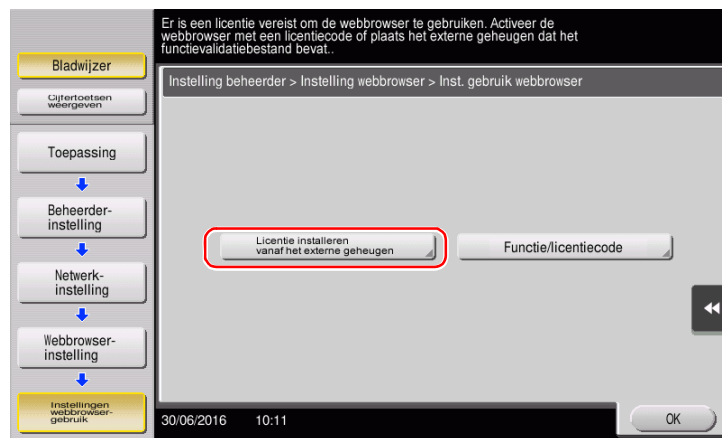 Er is een licentie vereist om de webbrowser te gebruiken. Activeer de
webbrowser met een licentiecode of plaats het externe geheugen dat het
functievalidatiebestand bevat..
Bladwijzer
Cijfertoetsen
weergeven
Toepassing
Beheerder-
instelling
Netwerk-
instelling
Webbrowser-
instelling
Instellingen
webbrowser-
gebruik
Instelling beheerder > Instelling webbrowser > Inst. gebruik webbrowser
Licentie installeren
vanaf het externe geheugen
Functie/licentiecode
30/06/2016 10:11
OK